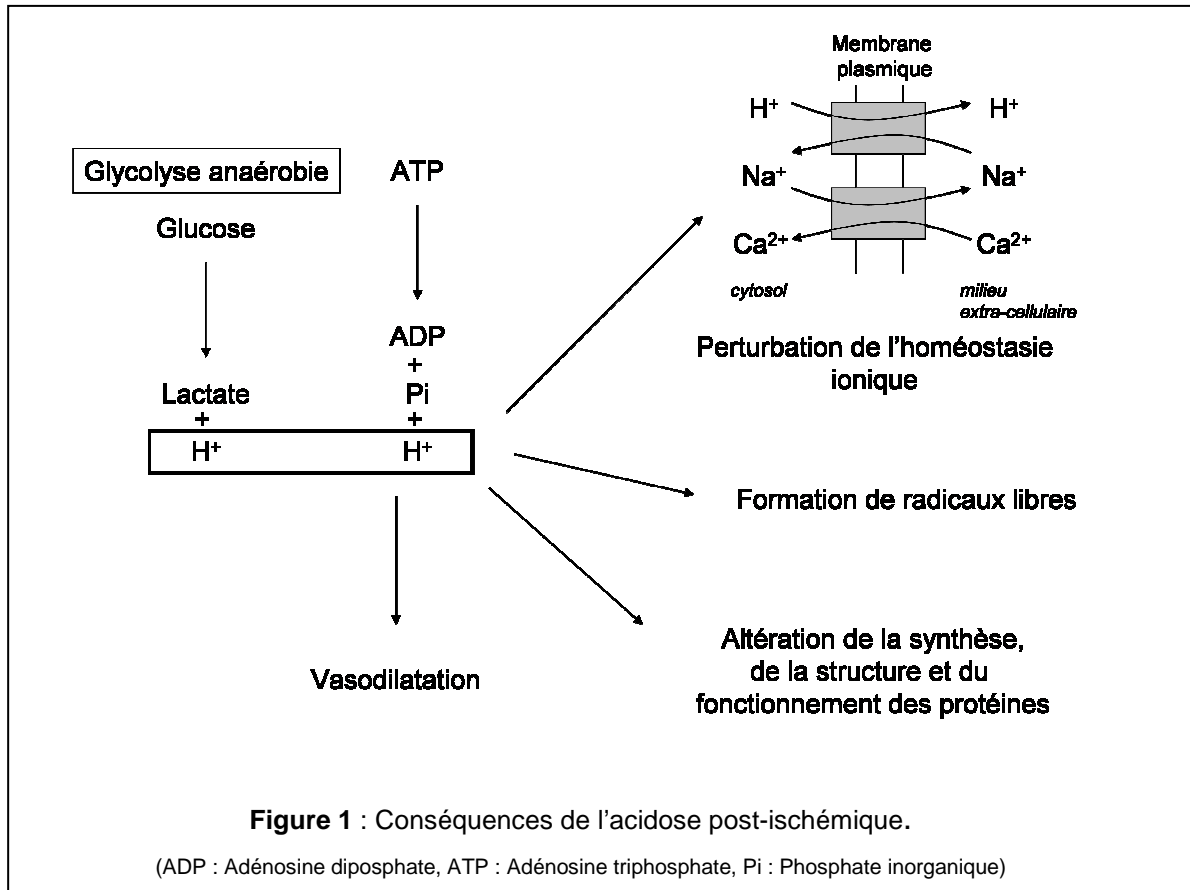 Membrane
plasmique
H⁺ H⁺
Glycolyse anaérobie ATP
Na⁺ Na⁺
Glucose
Ca²⁺ Ca²⁺
cytosol milieu
extra-cellulaire
ADP
+
Perturbation de l'homéostasie
ionique
Lactate Pi
+ +
H⁺ H⁺
Formation de radicaux libres
Altération de la synthèse,
de la structure et du
fonctionnement des protéines
Vasodilatation
Figure 1 : Conséquences de l'acidose post-ischémique.
(ADP : Adénosine diposphate, ATP : Adénosine triphosphate, Pi : Phosphate inorganique)